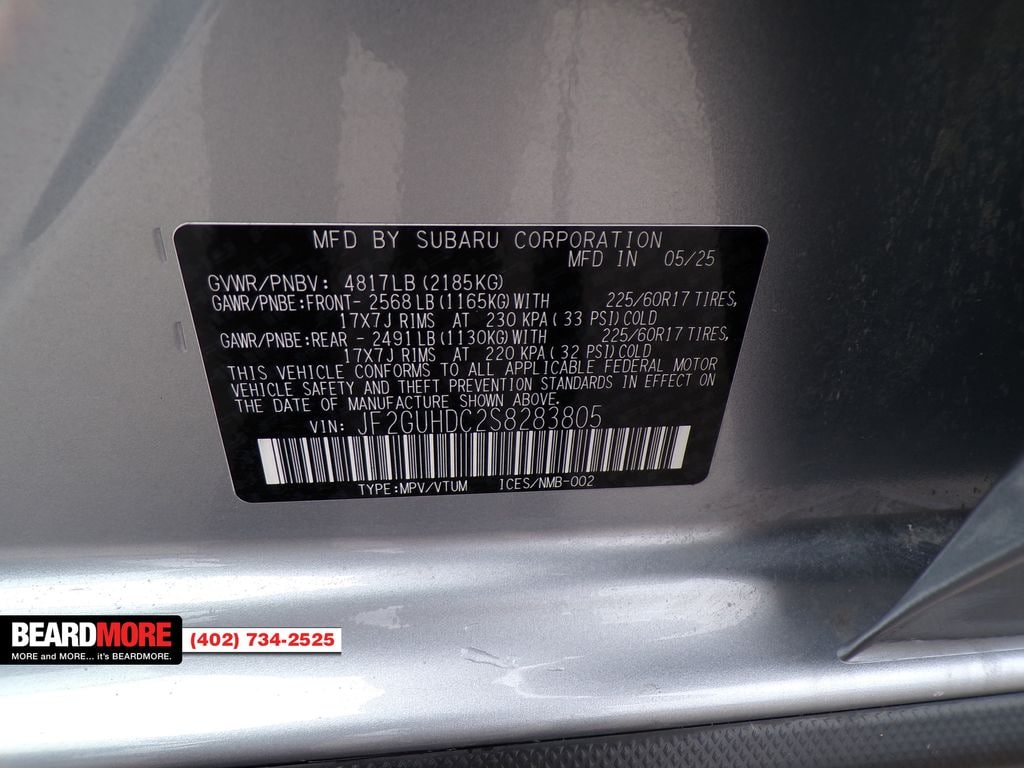 MFD BY SUBARU CORPORATION
MFD IN 05/25
GVWR/PNBV: 4817LB (2185KG)
GAWR/PNBE:FRONT- 2568 LB (1165KG) WITH 225/60R17 TIRES,
17X7J RIMS AT 230 KPA ( 33 PSI) COLD
GAWR/PNBE:REAR - 2491 LB (1130KG) WITH 225/60R17 TIRES,
17X7J RIMS AT 220 KPA ( 32 PSI) COLD
THIS VEHICLE CONFORMS TO ALL APPLICABLE FEDERAL MOTOR
VEHICLE SAFETY AND THEFT PREVENTION STANDARDS IN EFFECT ON
THE DATE OF MANUFACTURE SHOWN ABOVE.
VIN: JF2GUHDC2S8283805
TYPE:MPV/VTUM ICES/NMB-002
BEARDMORE (402) 734-2525
MORE and MORE... it's BEARDMORE.